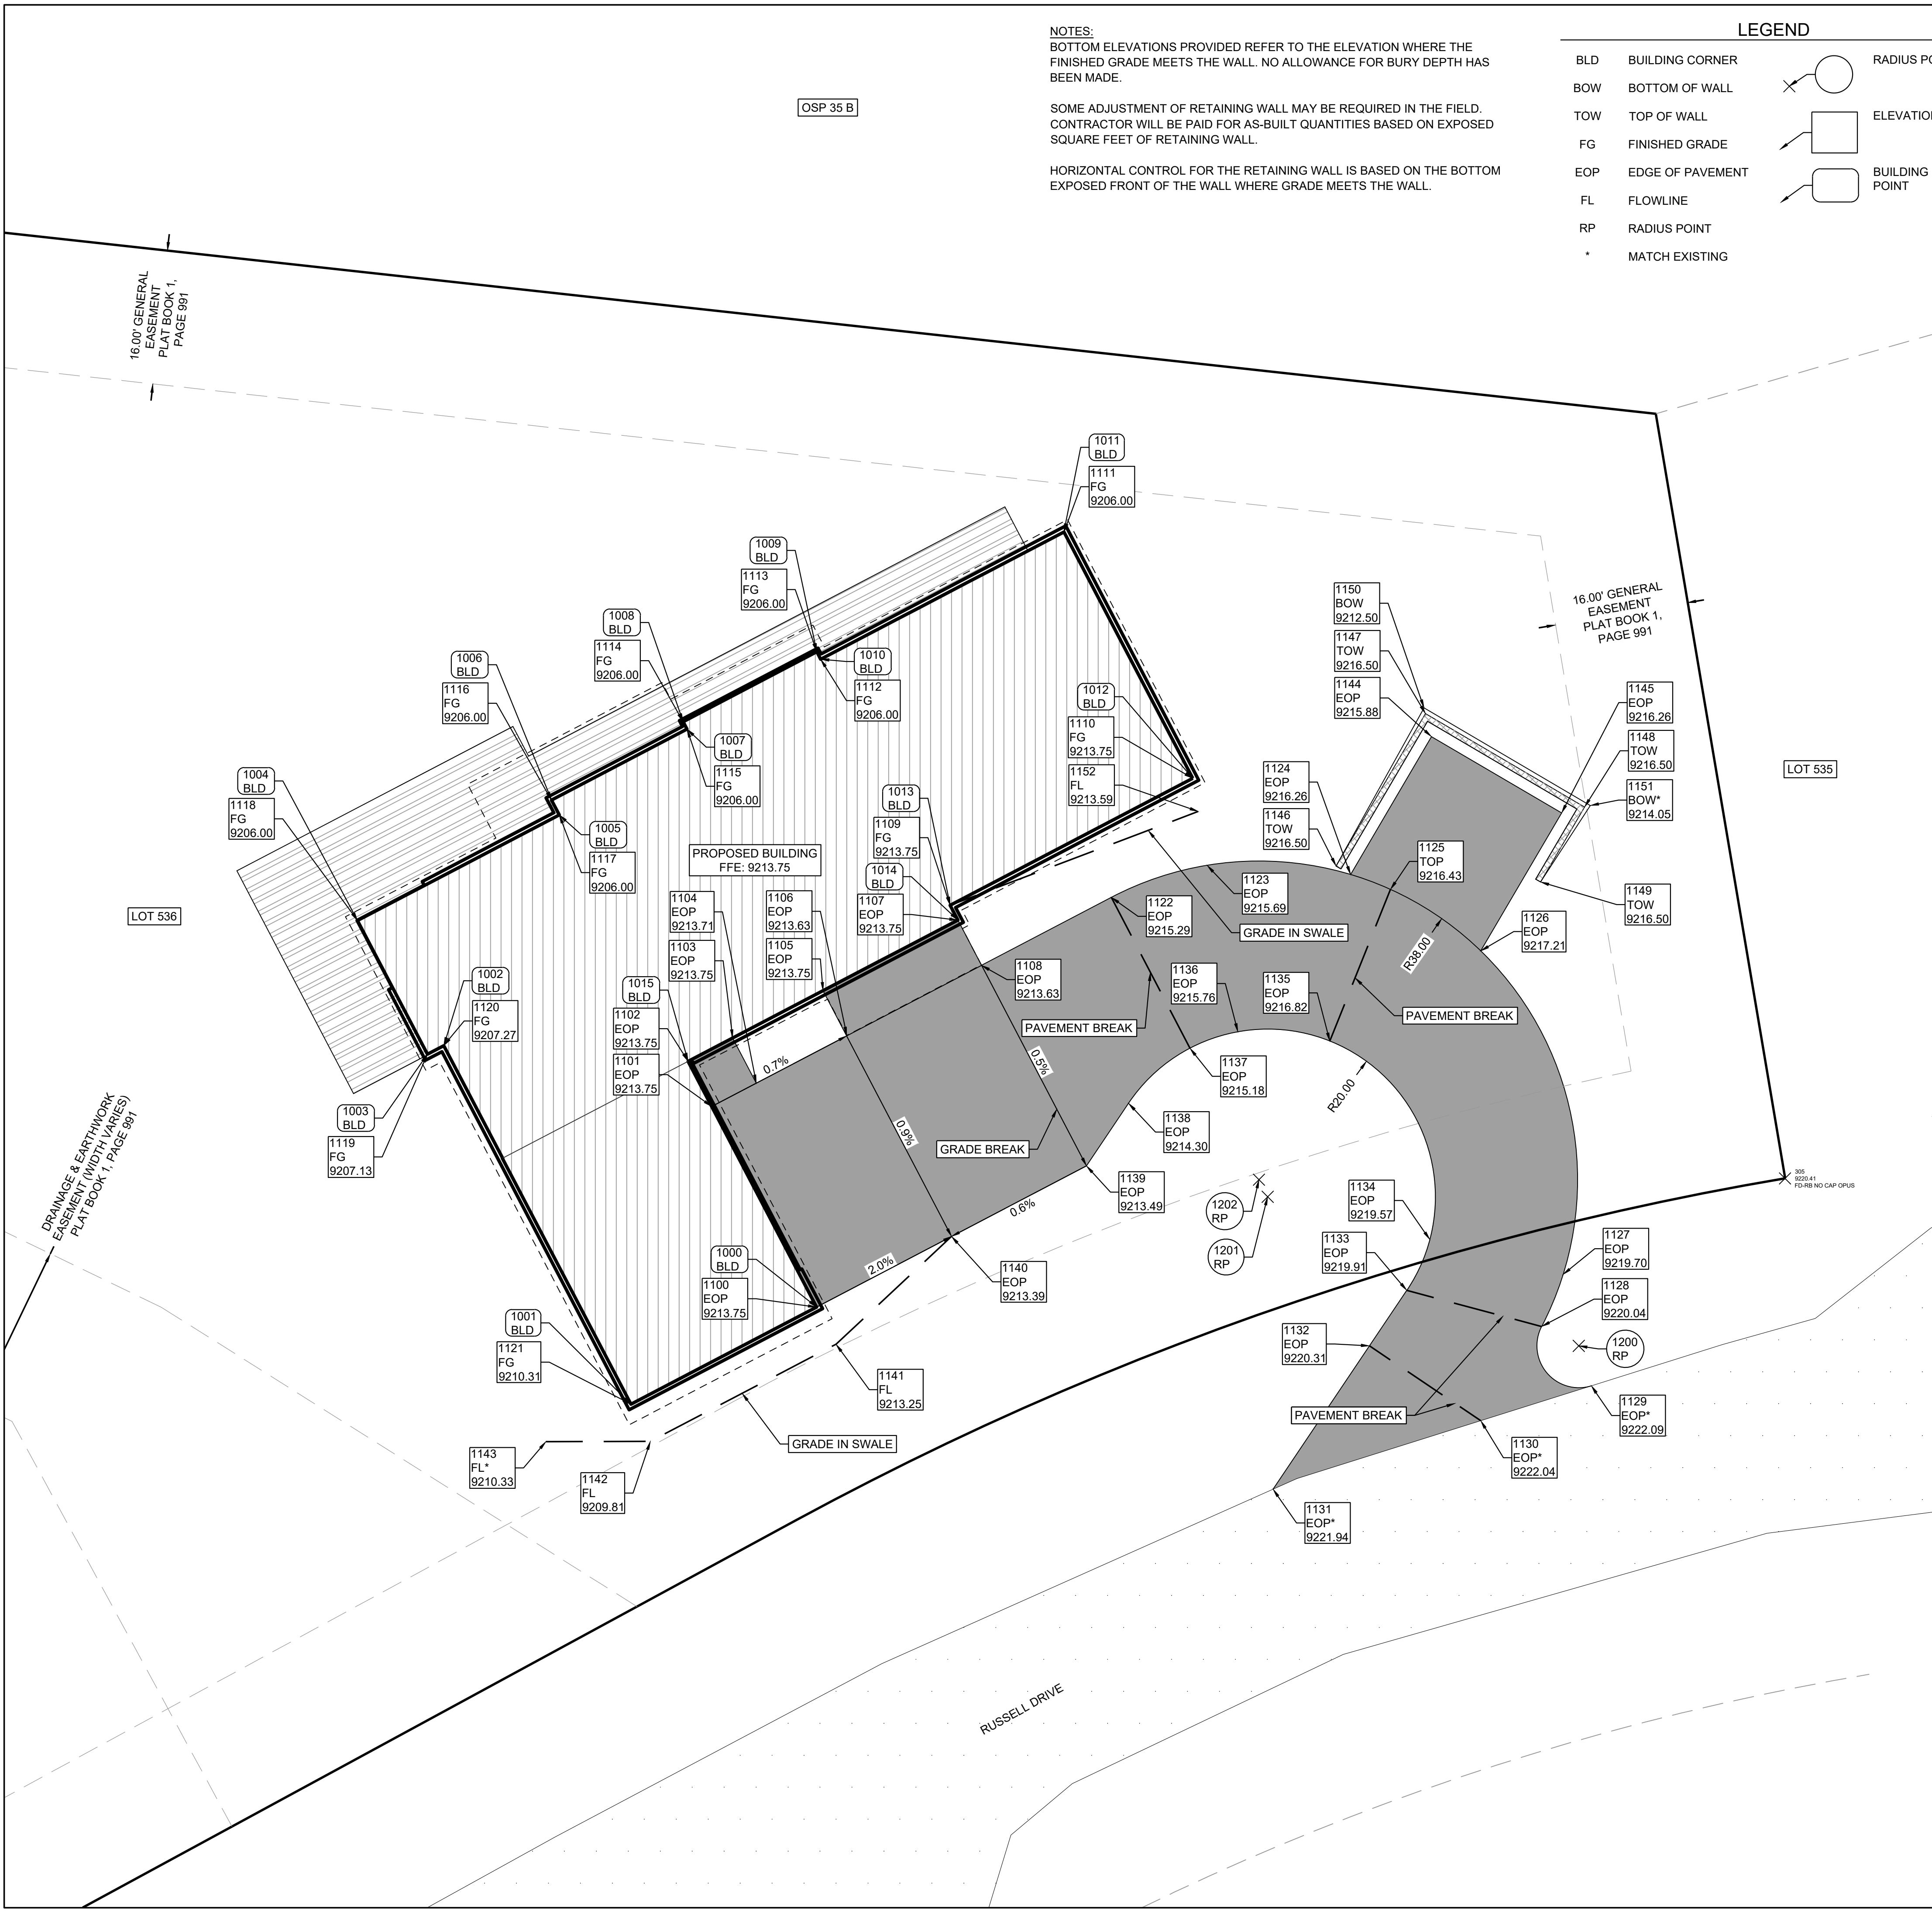 NOTES:
BOTTOM ELEVATIONS PROVIDED REFER TO THE ELEVATION WHERE THE
FINISHED GRADE MEETS THE WALL. NO ALLOWANCE FOR BURY DEPTH HAS
BEEN MADE.
SOME ADJUSTMENT OF RETAINING WALL MAY BE REQUIRED IN THE FIELD.
CONTRACTOR WILL BE PAID FOR AS-BUILT QUANTITIES BASED ON EXPOSED
SQUARE FEET OF RETAINING WALL.
HORIZONTAL CONTROL FOR THE RETAINING WALL IS BASED ON THE BOTTOM
EXPOSED FRONT OF THE WALL WHERE GRADE MEETS THE WALL.
LEGEND
BLD BUILDING CORNER
BOW BOTTOM OF WALL
TOW TOP OF WALL
FG FINISHED GRADE
EOP EDGE OF PAVEMENT
FL FLOWLINE
RP RADIUS POINT
* MATCH EXISTING
RADIUS
BUILDING
POINT
OSP 35 B
16.00' GENERAL
EASEMENT
PLAT BOOK 1,
PAGE 991
1011
BLD
1111
FG
9206.00
1009
BLD
1113
FG
9206.00
1008
BLD
1114
FG
9206.00
1006
BLD
1116
FG
9206.00
1004
BLD
1118
FG
9206.00
1010
BLD
1112
FG
9206.00
1007
BLD
1115
FG
9206.00
1005
BLD
1117
FG
9206.00
1012
BLD
1110
FG
9213.75
1152
FL
9213.59
1013
BLD
1109
FG
9213.75
1014
BLD
1107
EOP
9213.75
PROPOSED BUILDING
FFE: 9213.75
1104
EOP
9213.71
1103
EOP
9213.75
1106
EOP
9213.63
1105
EOP
9213.75
1015
BLD
1102
EOP
9213.75
1101
EOP
9213.75
1002
BLD
1120
FG
9207.27
1003
BLD
1119
FG
9207.13
LOT 536
DRAINAGE & EARTHWORK
EASEMENT (WIDTH VARIES)
PLAT BOOK 1, PAGE 991
1150
BOW
9212.50
1147
TOW
9216.50
1144
EOP
9215.88
16.00' GENERAL
EASEMENT
PLAT BOOK 1,
PAGE 991
1145
EOP
9216.26
1148
TOW
9216.50
1151
BOW*
9214.05
LOT 535
1124
EOP
9216.26
1146
TOW
9216.50
1125
TOP
9216.43
1149
TOW
9216.50
1126
EOP
9217.21
1123
EOP
9215.69
1122
EOP
9215.29
GRADE IN SWALE
R38.00
1108
EOP
9213.63
1136
EOP
9215.76
1135
EOP
9216.82
PAVEMENT BREAK
PAVEMENT BREAK
0.7%
0.5%
1137
EOP
9215.18
R20.00
1138
EOP
9214.30
0.9%
GRADE BREAK
1139
EOP
9213.49
0.6%
1202
RP
1201
RP
305
9220.41
FD-RB NO CAP OPUS
1134
EOP
9219.57
1133
EOP
9219.91
1127
EOP
9219.70
1128
EOP
9220.04
1000
BLD
1100
EOP
9213.75
2.0%
1140
EOP
9213.39
1001
BLD
1121
FG
9210.31
1132
EOP
9220.31
1200
RP
1141
FL
9213.25
PAVEMENT BREAK
1129
EOP*
9222.09
GRADE IN SWALE
1130
EOP*
9222.04
1143
FL*
9210.33
1142
FL
9209.81
1131
EOP*
9221.94
RUSSELL DRIVE